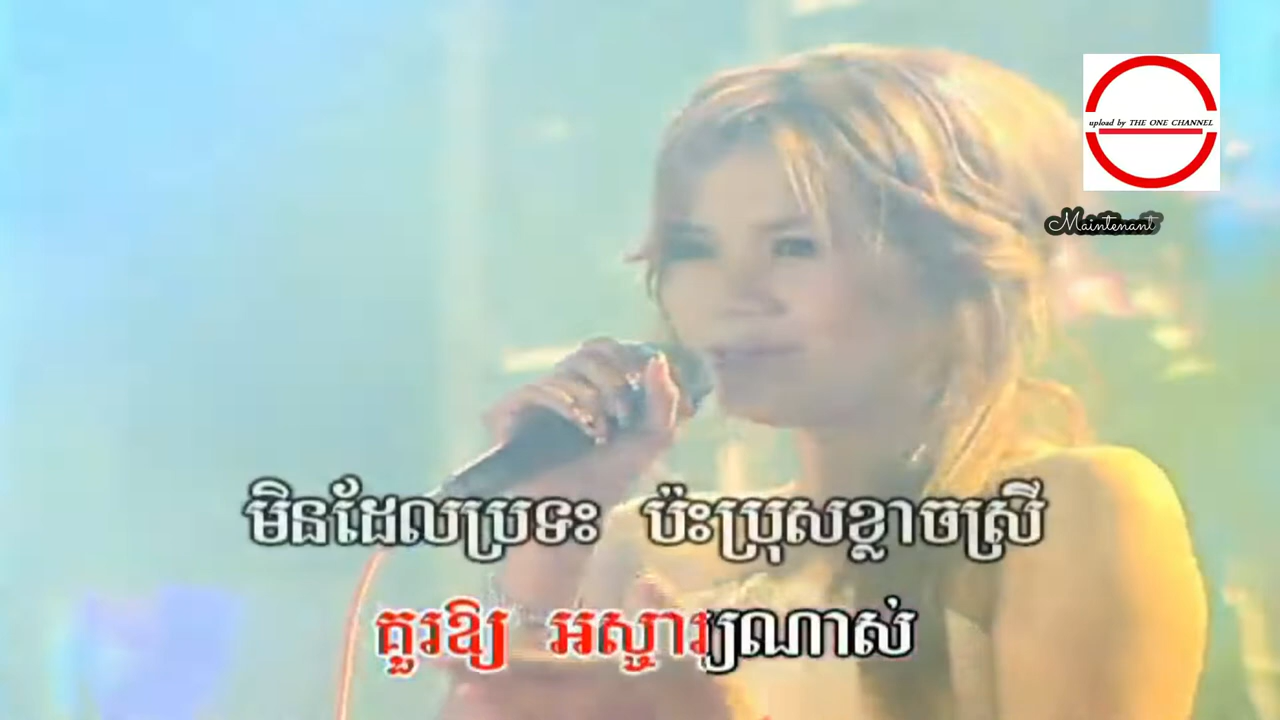 upload by THE ONE CHANNEL
Maintenant
មិនដែលប្រទះ ប៉ះប្រុសខ្លាចស្រី
គួរឱ្យ អស្ចារ្យណាស់